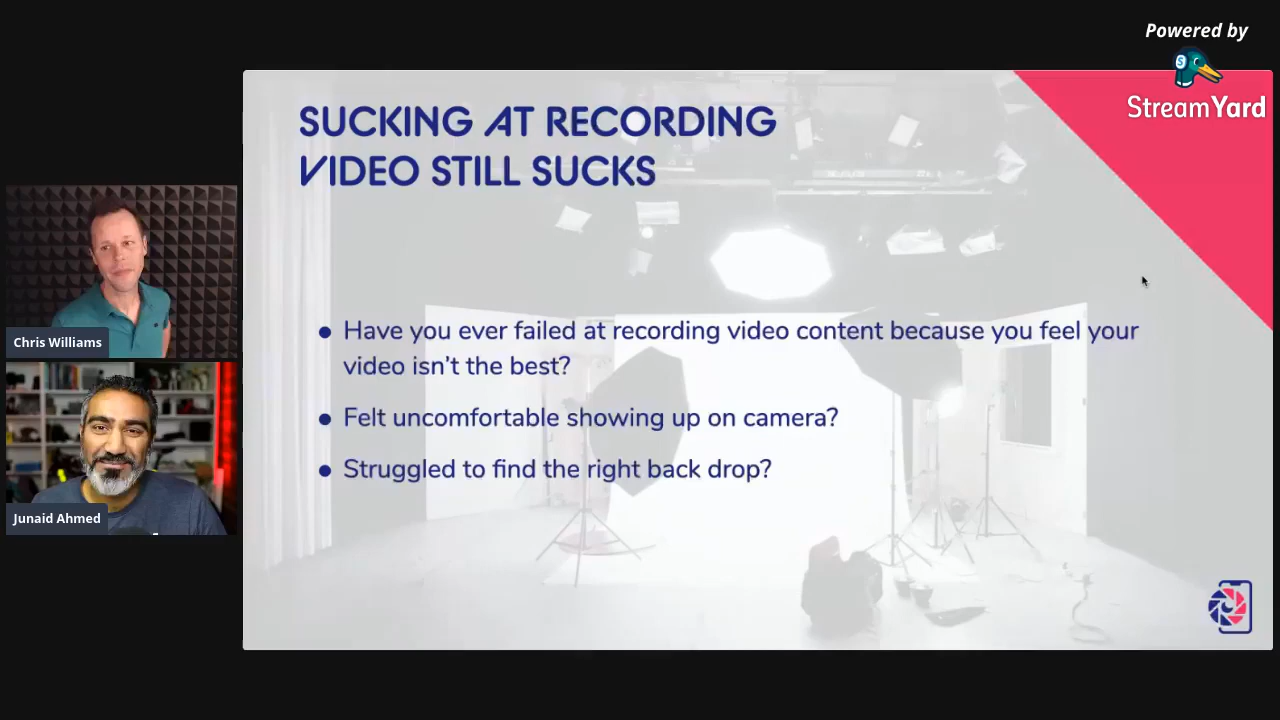 Powered by
StreamYard
SUCKING AT RECORDING
VIDEO STILL SUCKS
Have you ever failed at recording video content because you feel your
video isn’t the best?
Felt uncomfortable showing up on camera?
Struggled to find the right back drop?
Chris Williams
Junaid Ahmed